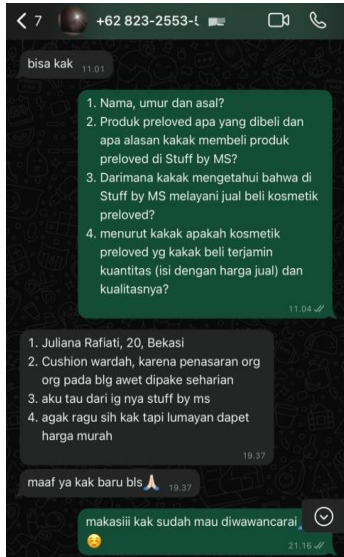 7 +62 823-2553-5
bisa kak 11.01
1. Nama, umur dan asal?
2. Produk preloved apa yang dibeli dan
apa alasan kakak membeli produk
preloved di Stuff by MS?
3. Darimana kakak mengetahui bahwa di
Stuff by MS melayani jual beli kosmetik
preloved?
4. menurut kakak apakah kosmetik
preloved yg kakak beli terjamin
kuantitas (isi dengan harga jual) dan
kualitasnya?
11.04
1. Juliana Rafiati, 20, Bekasi
2. Cushion wardah, karena penasaran org
org pada blg awet dipake seharian
3. aku tau dari ig nya stuff by ms
4. agak ragu sih kak tapi lumayan dapet
harga murah
19.37
maaf ya kak baru bls🙏🏻 19.37
makasiii kak sudah mau diwawancarai
☺️ 21.16